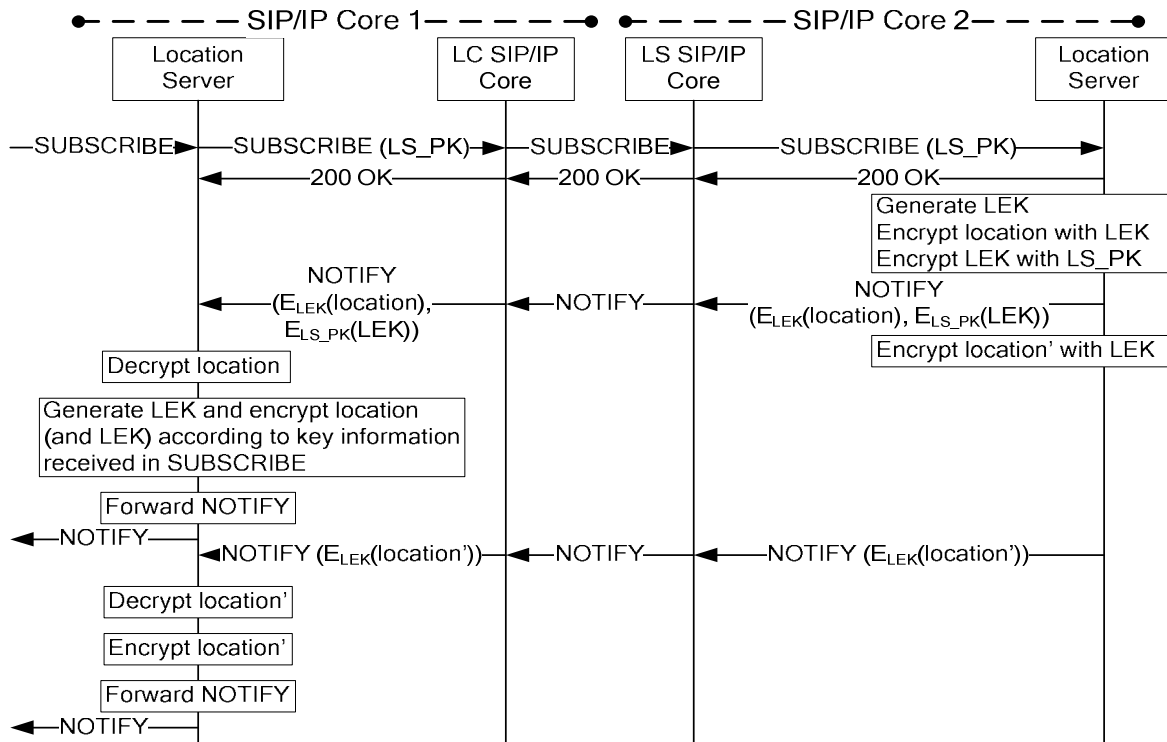 SIP/IP Core 1
SIP/IP Core 2
Location
Server
LC SIP/IP
Core
LS SIP/IP
Core
Location
Server
SUBSCRIBE
SUBSCRIBE (LS_PK)
SUBSCRIBE
SUBSCRIBE (LS_PK)
200 OK
200 OK
200 OK
Generate LEK
Encrypt location with LEK
Encrypt LEK with LS_PK
NOTIFY
(E_LEK(location),
E_LS_PK(LEK))
NOTIFY
NOTIFY
(E_LEK(location), E_LS_PK(LEK))
Decrypt location
Encrypt location' with LEK
Generate LEK and encrypt location
(and LEK) according to key information
received in SUBSCRIBE
Forward NOTIFY
NOTIFY
NOTIFY (E_LEK(location'))
NOTIFY
NOTIFY (E_LEK(location'))
Decrypt location'
Encrypt location'
Forward NOTIFY
NOTIFY